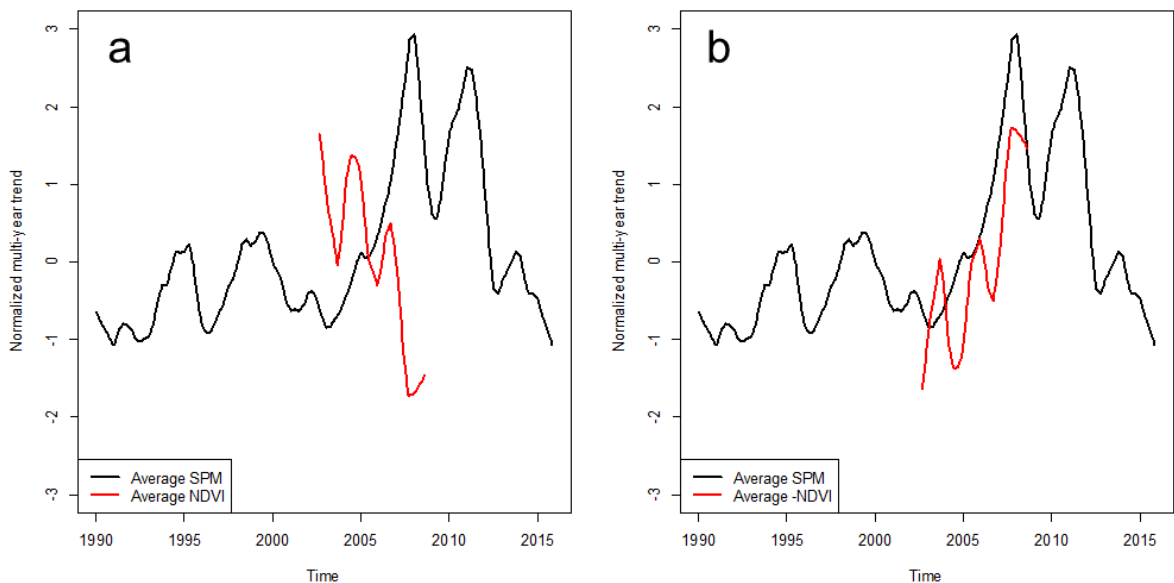 a
Normalized multi-year trend
3
2
1
0
-1
-2
-3
Average SPM
Average NDVI
1990 1995 2000 2005 2010 2015
Time
b
Normalized multi-year trend
3
2
1
0
-1
-2
-3
Average SPM
Average -NDVI
1990 1995 2000 2005 2010 2015
Time